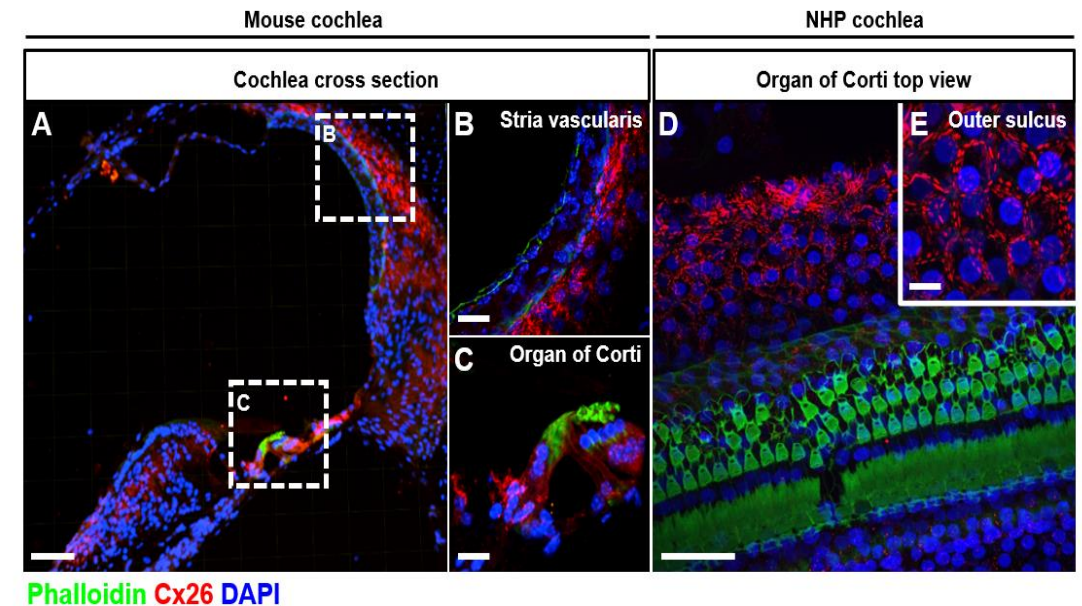 Mouse cochlea
NHP cochlea
Cochlea cross section
Organ of Corti top view
A
B
C
B Stria vascularis
C Organ of Corti
D
E Outer sulcus
Phalloidin Cx26 DAPI